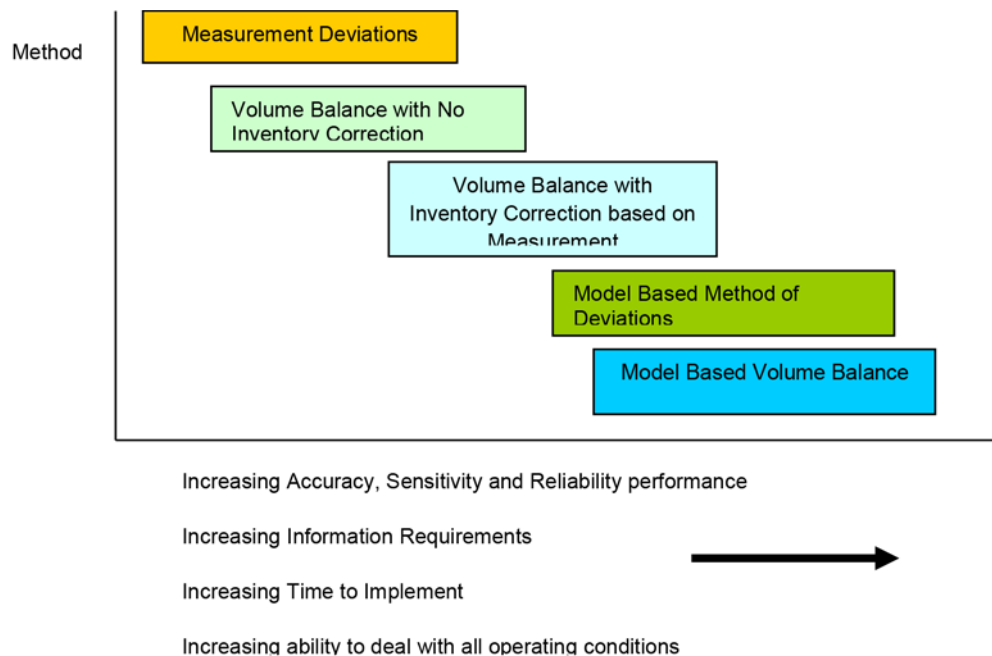 Measurement Deviations
Method
Volume Balance with No
Inventory Correction
Volume Balance with
Inventory Correction based on
Measurement
Model Based Method of
Deviations
Model Based Volume Balance
Increasing Accuracy, Sensitivity and Reliability performance
Increasing Information Requirements
Increasing Time to Implement
Increasing ability to deal with all operating conditions